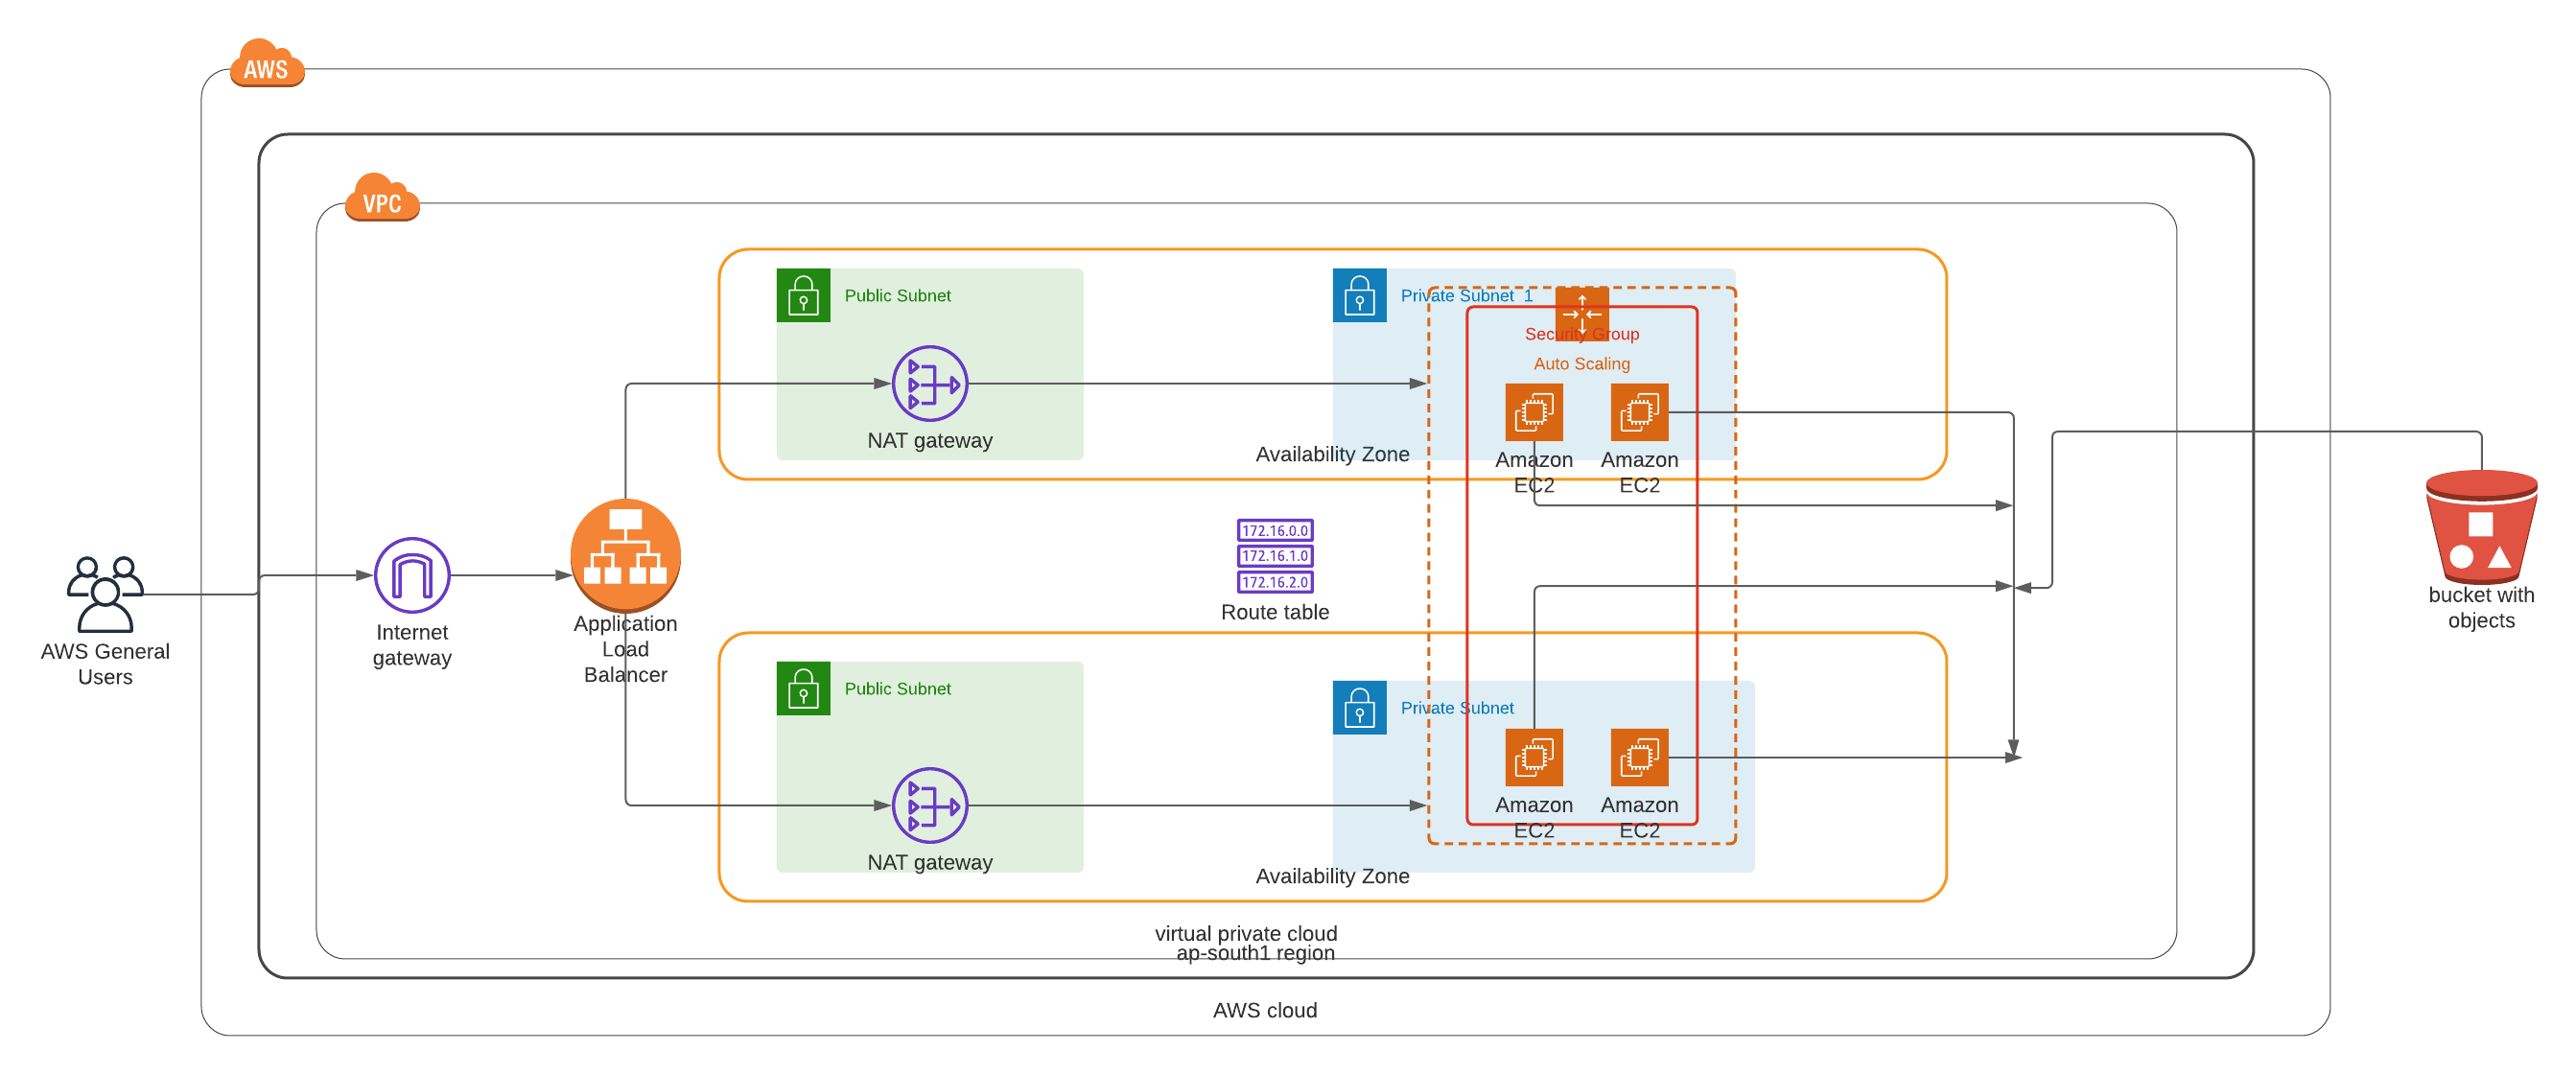 AWS
VPC
Public Subnet
NAT gateway
Private Subnet 1
Security Group
Auto Scaling
Amazon
EC2
Amazon
EC2
Availability Zone
172.16.0.0
172.16.1.0
172.16.2.0
Route table
AWS General
Users
Internet
gateway
Application
Load
Balancer
bucket with
objects
Public Subnet
NAT gateway
Private Subnet
Amazon
EC2
Amazon
EC2
Availability Zone
virtual private cloud
ap-south1 region
AWS cloud